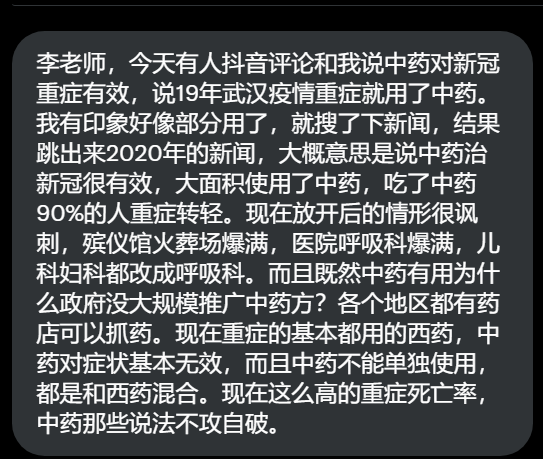 李老师，今天有人抖音评论和我说中药对新冠
重症有效，说19年武汉疫情重症就用了中药。
我有印象好像部分用了，就搜了下新闻，结果
跳出来2020年的新闻，大概意思是说中药治
新冠很有效，大面积使用了中药，吃了中药
90%的人重症转轻。现在放开后的情形很讽
刺，殡仪馆火葬场爆满，医院呼吸科爆满，儿
科妇科都改成呼吸科。而且既然中药有用为什
么政府没大规模推广中药方？各个地区都有药
店可以抓药。现在重症的基本都用的西药，中
药对症状基本无效，而且中药不能单独使用，
都是和西药混合。现在这么高的重症死亡率，
中药那些说法不攻自破。